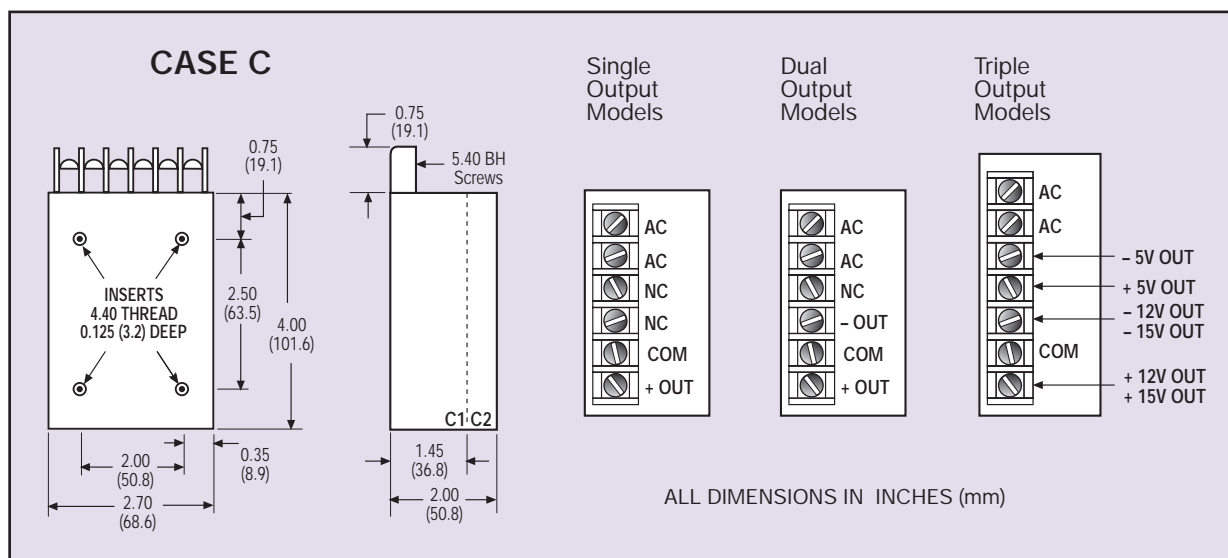 CASE C
0.75
(19.1)
2.50
(63.5)
4.00
(101.6)
INSERTS
4.40 THREAD
0.125 (3.2) DEEP
2.00
(50.8)
0.35
(8.9)
2.70
(68.6)
0.75
(19.1)
5.40 BH
Screws
C1 C2
1.45
(36.8)
2.00
(50.8)
Single
Output
Models
AC
AC
NC
NC
COM
+ OUT
Dual
Output
Models
AC
AC
NC
– OUT
COM
+ OUT
Triple
Output
Models
AC
AC
– 5V OUT
+ 5V OUT
– 12V OUT
– 15V OUT
COM
+ 12V OUT
+ 15V OUT
ALL DIMENSIONS IN INCHES (mm)